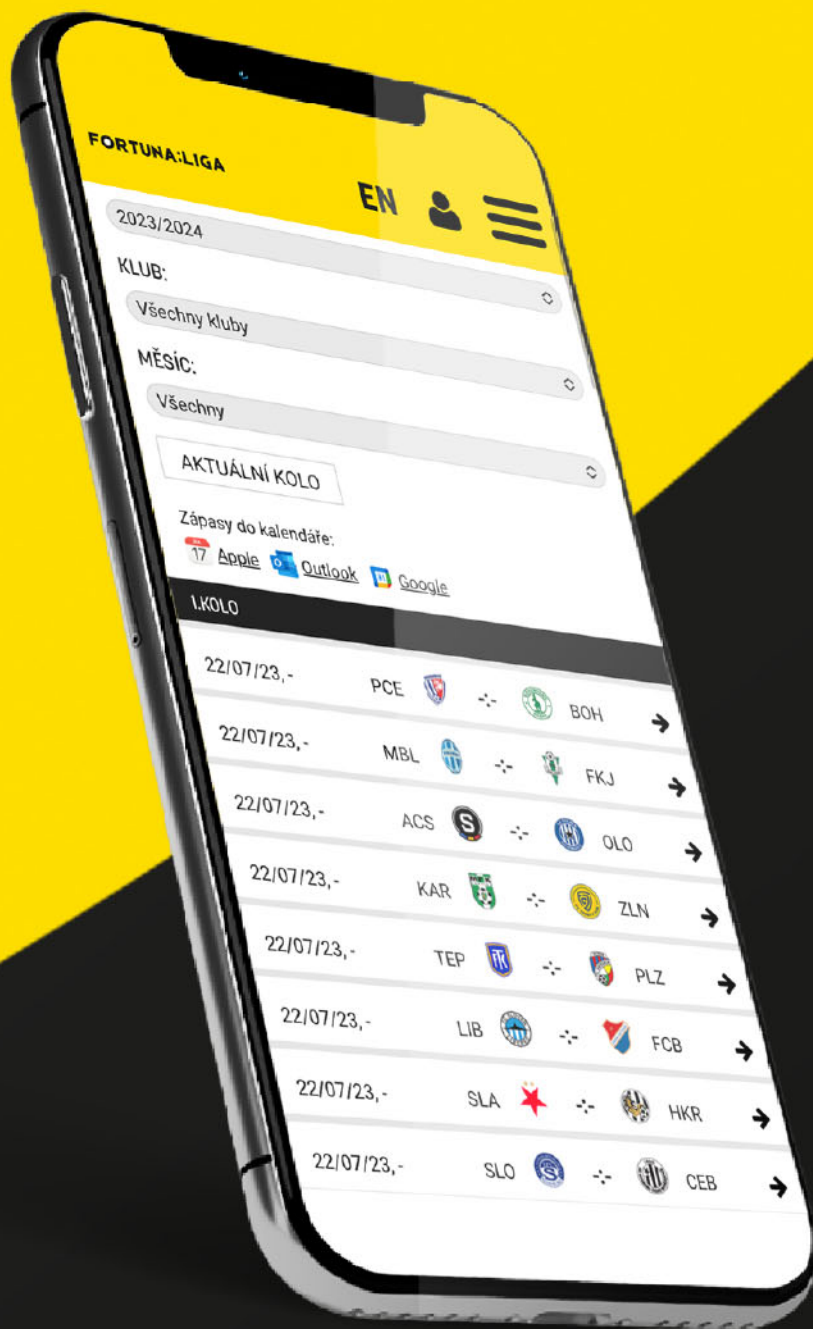 FORTUNA:LIGA
EN
2023/2024
KLUB:
Všechny kluby
MĚSÍC:
Všechny
AKTUÁLNÍ KOLO
Zápasy do kalendáře:
17 Apple Outlook Google
1.KOLO
22/07/23,- PCE -:- BOH
22/07/23,- MBL -:- FKJ
22/07/23,- ACS S -:- OLO
22/07/23,- KAR -:- ZLN
22/07/23,- TEP -:- PLZ
22/07/23,- LIB -:- FCB
22/07/23,- SLA -:- HKR
22/07/23,- SLO S -:- CEB